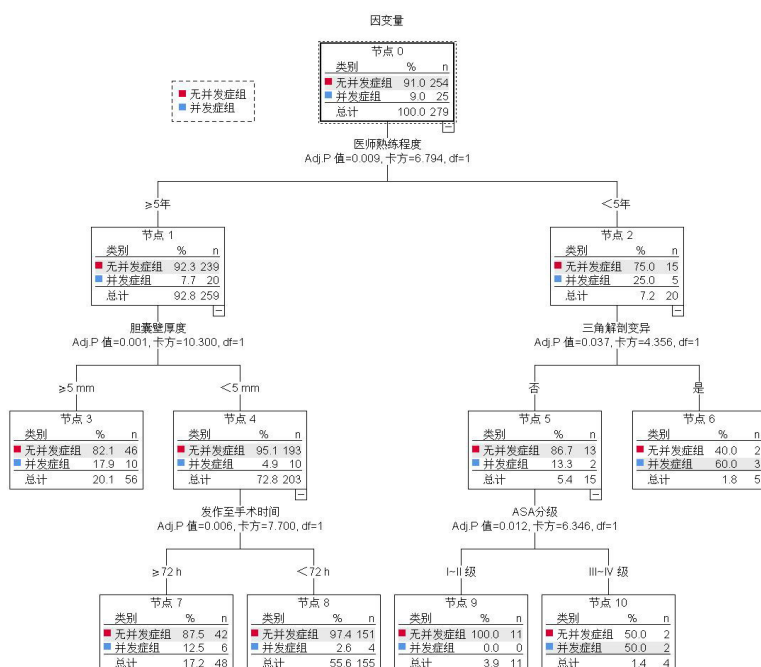 因变量
节点 0
类别 % n
无并发症组 91.0 254
并发症组 9.0 25
总计 100.0 279
无并发症组
并发症组
医师熟练程度
Adj.P 值=0.009, 卡方=6.794, df=1
≥5年
<5年
节点 1
类别 % n
无并发症组 92.3 239
并发症组 7.7 20
总计 92.8 259
节点 2
类别 % n
无并发症组 75.0 15
并发症组 25.0 5
总计 7.2 20
胆囊壁厚度
Adj.P 值=0.001, 卡方=10.300, df=1
三角解剖变异
Adj.P 值=0.037, 卡方=4.356, df=1
≥5 mm
<5 mm
否
是
节点 3
类别 % n
无并发症组 82.1 46
并发症组 17.9 10
总计 20.1 56
节点 4
类别 % n
无并发症组 95.1 193
并发症组 4.9 10
总计 72.8 203
节点 5
类别 % n
无并发症组 86.7 13
并发症组 13.3 2
总计 5.4 15
节点 6
类别 % n
无并发症组 40.0 2
并发症组 60.0 3
总计 1.8 5
发作至手术时间
Adj.P 值=0.006, 卡方=7.700, df=1
ASA分级
Adj.P 值=0.012, 卡方=6.346, df=1
≥72 h
<72 h
I~II 级
III~IV 级
节点 7
类别 % n
无并发症组 87.5 42
并发症组 12.5 6
总计 17.2 48
节点 8
类别 % n
无并发症组 97.4 151
并发症组 2.6 4
总计 55.6 155
节点 9
类别 % n
无并发症组 100.0 11
并发症组 0.0 0
总计 3.9 11
节点 10
类别 % n
无并发症组 50.0 2
并发症组 50.0 2
总计 1.4 4